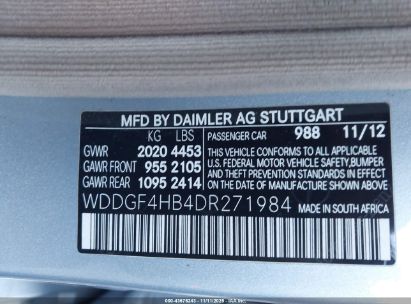 MFD BY DAIMLER AG STUTTGART
KG LBS PASSENGER CAR 988 11/12
GVWR 2020 4453
GAWR FRONT 955 2105
GAWR REAR 1095 2414
THIS VEHICLE CONFORMS TO ALL APPLICABLE
U.S. FEDERAL MOTOR VEHICLE SAFETY, BUMPER
AND THEFT PREVENTION STANDARDS IN EFFECT
ON THE DATE OF MANUFACTURE SHOWN ABOVE.
WDDGF4HB4DR271984 MADE IN SOUTH AFRICA